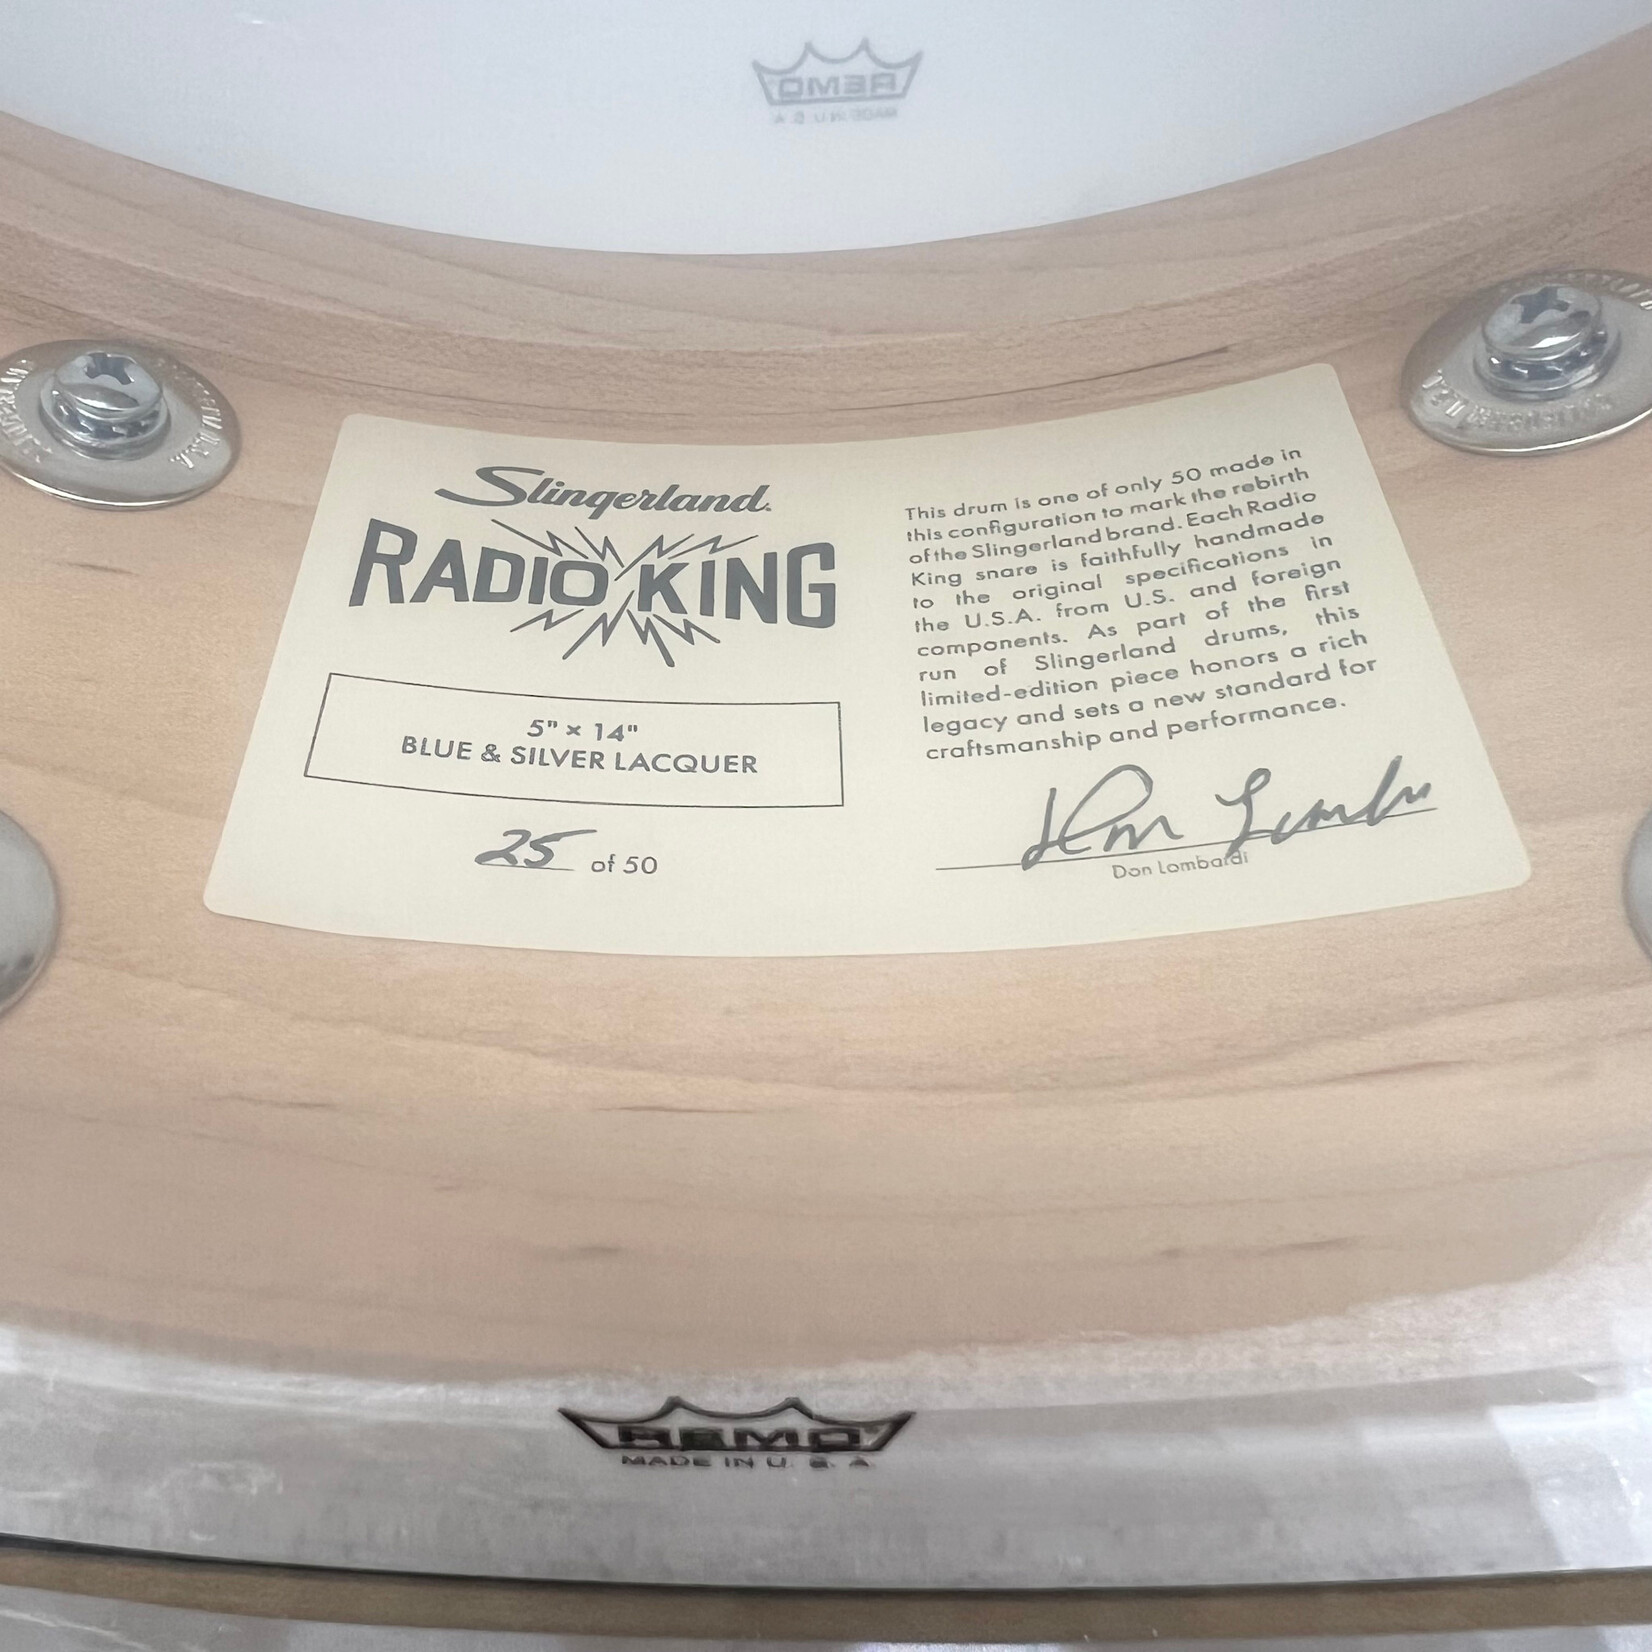 REMO
MADE IN U.S.A
Slingerland
RADIO KING
5" × 14"
BLUE & SILVER LACQUER
25 of 50
This drum is one of only 50 made in
this configuration to mark the rebirth
of the Slingerland brand. Each Radio
King snare is faithfully handmade
to the original specifications in
the U.S.A. from U.S. and foreign
components. As part of the first
run of Slingerland drums, this
limited-edition piece honors a rich
legacy and sets a new standard for
craftsmanship and performance.
Don Lombardi
REMO
MADE IN U.S.A